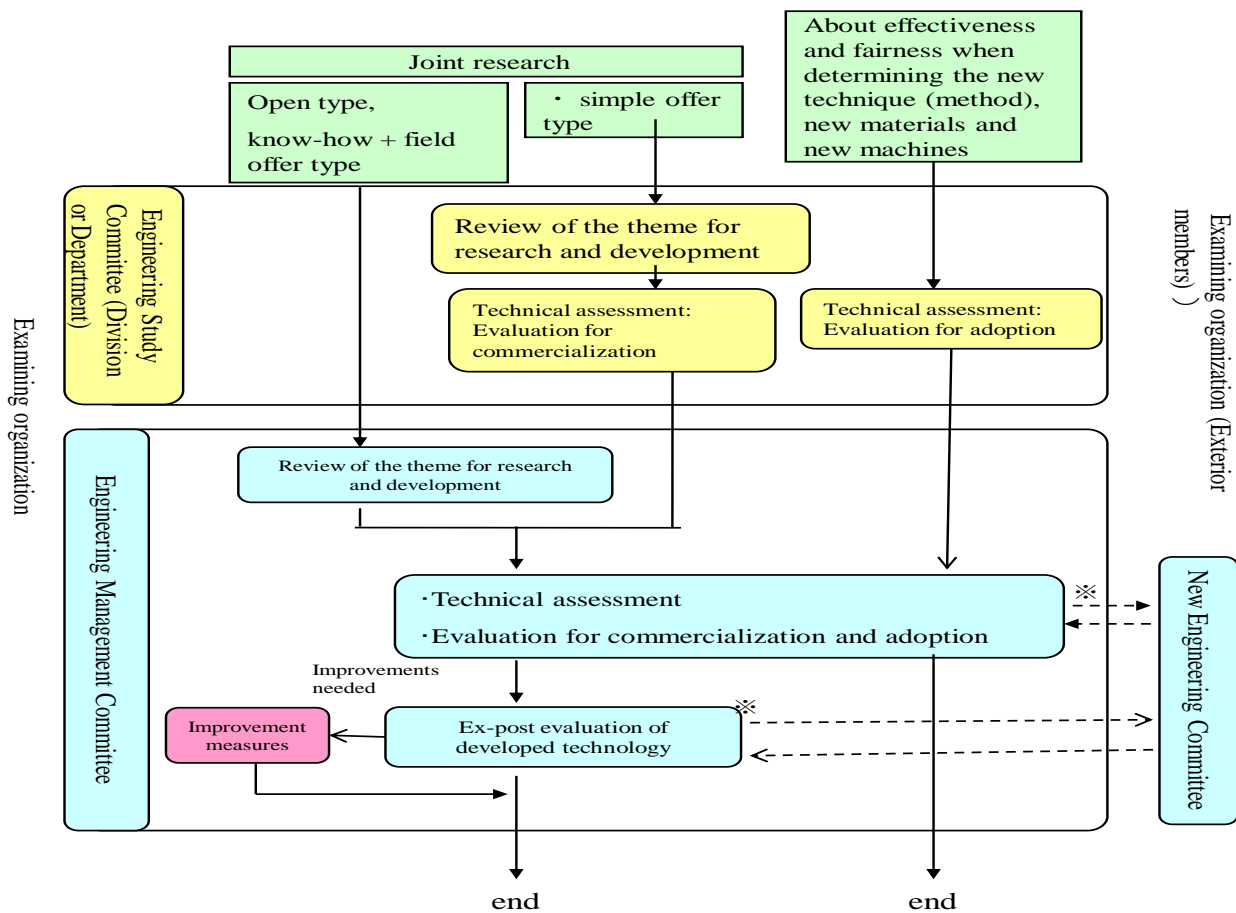 About effectiveness
and fairness when
determining the new
technique (method),
new materials and
new machines
Joint research
Open type,
know-how + field
offer type
・ simple offer
type
Engineering Study
Committee (Division
or Department)
Review of the theme for
research and development
Technical assessment:
Evaluation for
commercialization
Technical assessment:
Evaluation for adoption
Examining organization (Exterior
members) )
Examining organization
Engineering Management Committee
Review of the theme for research
and development
・Technical assessment
・Evaluation for commercialization and adoption
※
New Engineering Committee
Improvements
needed
Improvement
measures
Ex-post evaluation of
developed technology
※
end
end